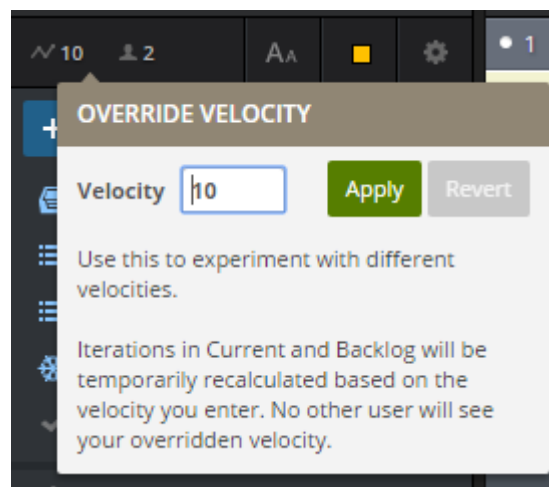 10 2 AA 1
OVERRIDE VELOCITY
Velocity 10 Apply Revert
Use this to experiment with different
velocities.
Iterations in Current and Backlog will be
temporarily recalculated based on the
velocity you enter. No other user will see
your overridden velocity.